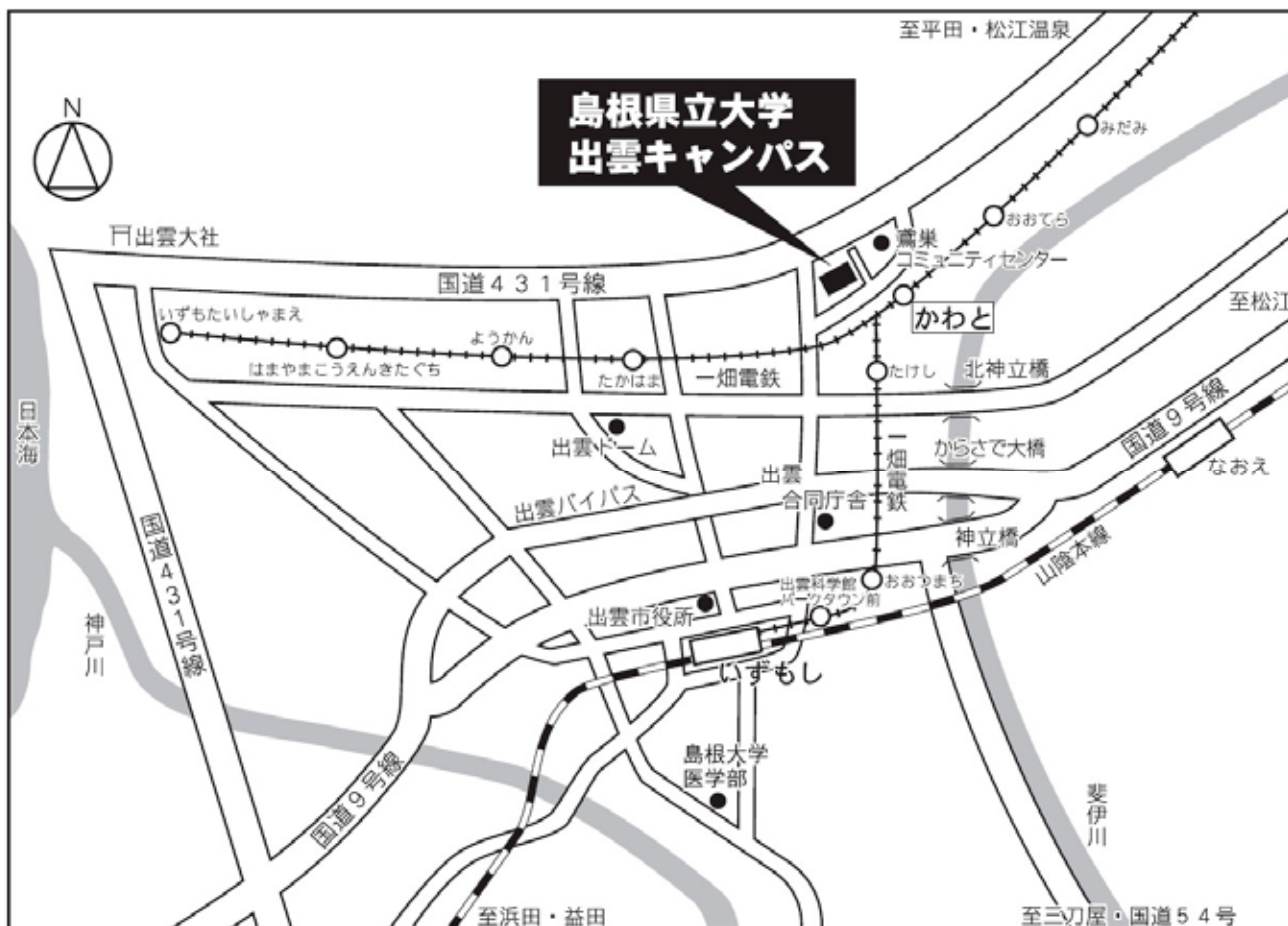 至平田・松江温泉
N
島根県立大学
出雲キャンパス
みだみ
おおてら
鳶巣
コミュニティセンター
出雲大社
国道431号線
かわと
至松江
いずもたいしゃまえ
はまやまこうえんきたぐち
ようかん
たかはま
一畑電鉄
たけし
北神立橋
国道9号線
日本海
出雲ドーム
一畑電鉄
からさで大橋
なおえ
出雲
合同庁舎
出雲バイパス
神立橋
山陰本線
国道431号線
神戸川
出雲科学館
パークタウン前
おおつまち
出雲市役所
いずもし
島根大学
医学部
国道9号線
斐伊川
至浜田・益田
至三刀屋・国道54号